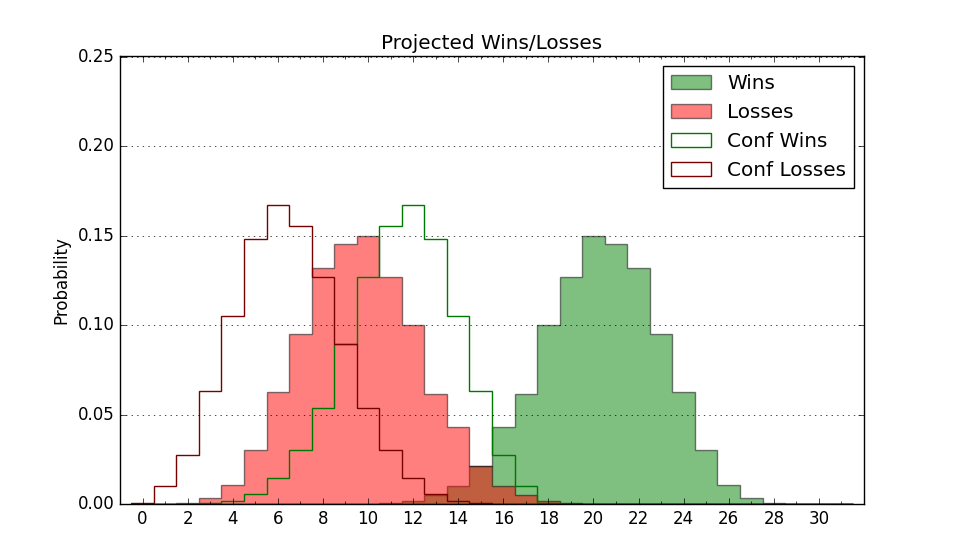 Projected Wins/Losses
0.25
0.20
0.15
0.10
0.05
0.00
Probability
Wins
Losses
Conf Wins
Conf Losses
0 2 4 6 8 10 12 14 16 18 20 22 24 26 28 30